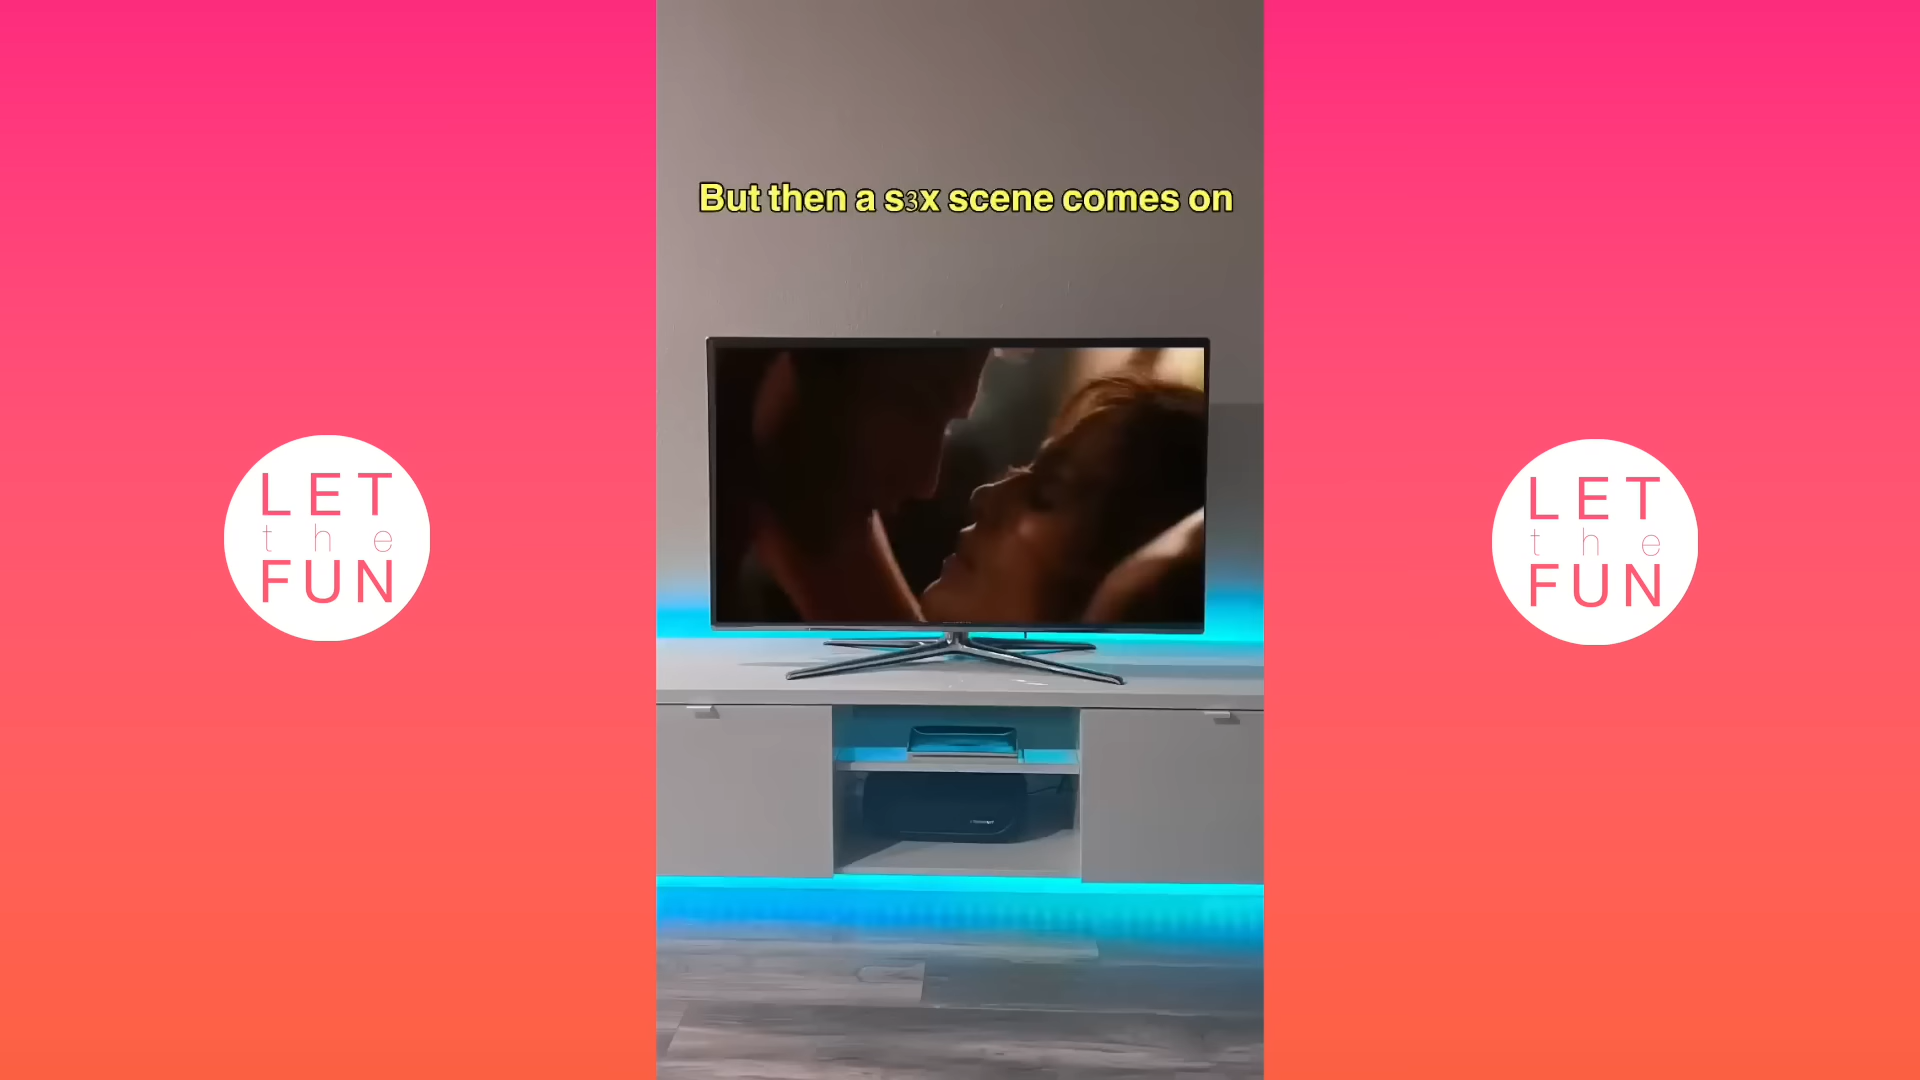 But then a s3x scene comes on
LET
the
FUN
LET
the
FUN